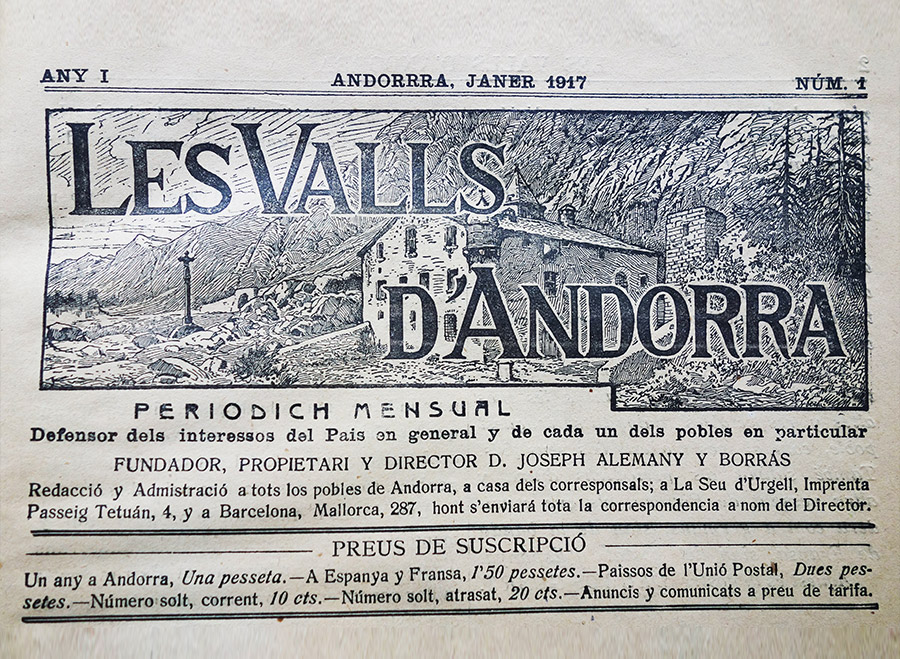 ANY I
ANDORRRA, JANER 1917
NÚM. 1
LES VALLS
D'ANDORRA
PERIODICH MENSUAL
Defensor dels interessos del Pais en general y de cada un dels pobles en particular
FUNDADOR, PROPIETARI Y DIRECTOR D. JOSEPH ALEMANY Y BORRÁS
Redacció y Admistració a tots los pobles de Andorra, a casa dels corresponsals; a La Seu d'Urgell, Imprenta
Passeig Tetuán, 4, y a Barcelona, Mallorca, 287, hont s'enviará tota la correspondencia a nom del Director.
PREUS DE SUSCRIPCIÓ
Un any a Andorra, Una pesseta.—A Espanya y Fransa, 1'50 pessetes.—Paissos de l'Unió Postal, Dues pes-
setes.—Número solt, corrent, 10 cts.—Número solt, atrasat, 20 cts.—Anuncis y comunicats a preu de tarifa.